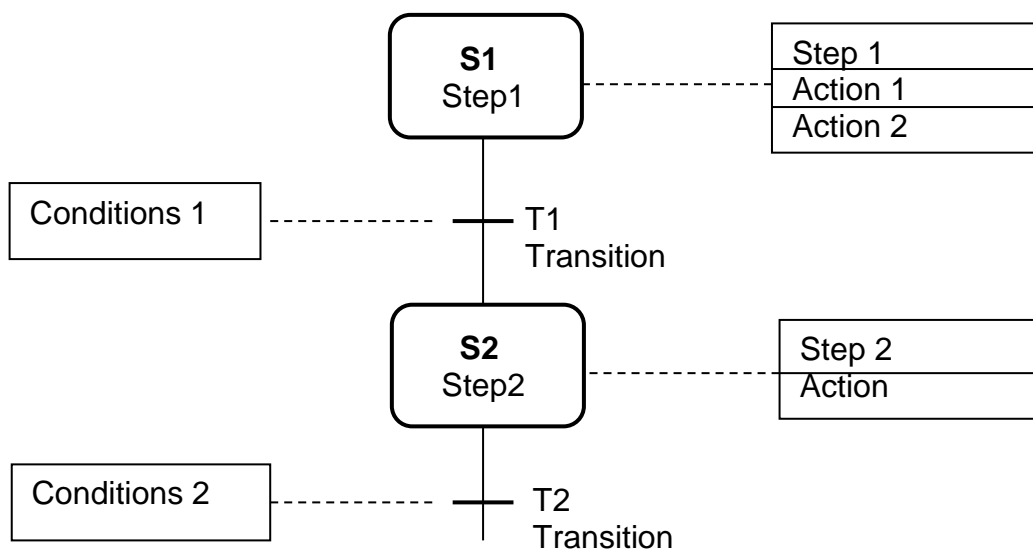 S1
Step1
Step 1
Action 1
Action 2
Conditions 1
T1
Transition
S2
Step2
Step 2
Action
Conditions 2
T2
Transition